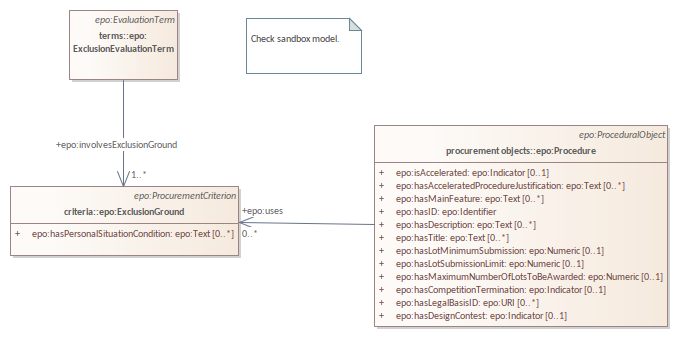 epo:EvaluationTerm
terms::epo:
ExclusionEvaluationTerm
Check sandbox model.
+epo:involvesExclusionGround
1..*
epo:ProcurementCriterion
criteria::epo:ExclusionGround
+ epo:hasPersonalSituationCondition: epo:Text [0..*]
+epo:uses
0..*
epo:ProceduralObject
procurement objects::epo:Procedure
+ epo:isAccelerated: epo:Indicator [0..1]
+ epo:hasAcceleratedProcedureJustification: epo:Text [0..*]
+ epo:hasMainFeature: epo:Text [0..*]
+ epo:hasID: epo:Identifier
+ epo:hasDescription: epo:Text [0..*]
+ epo:hasTitle: epo:Text [0..*]
+ epo:hasLotMinimumSubmission: epo:Numeric [0..1]
+ epo:hasLotSubmissionLimit: epo:Numeric [0..1]
+ epo:hasMaximumNumberOfLotsToBeAwarded: epo:Numeric [0..1]
+ epo:hasCompetitionTermination: epo:Indicator [0..1]
+ epo:hasLegalBasisID: epo:URI [0..*]
+ epo:hasDesignContest: epo:Indicator [0..1]